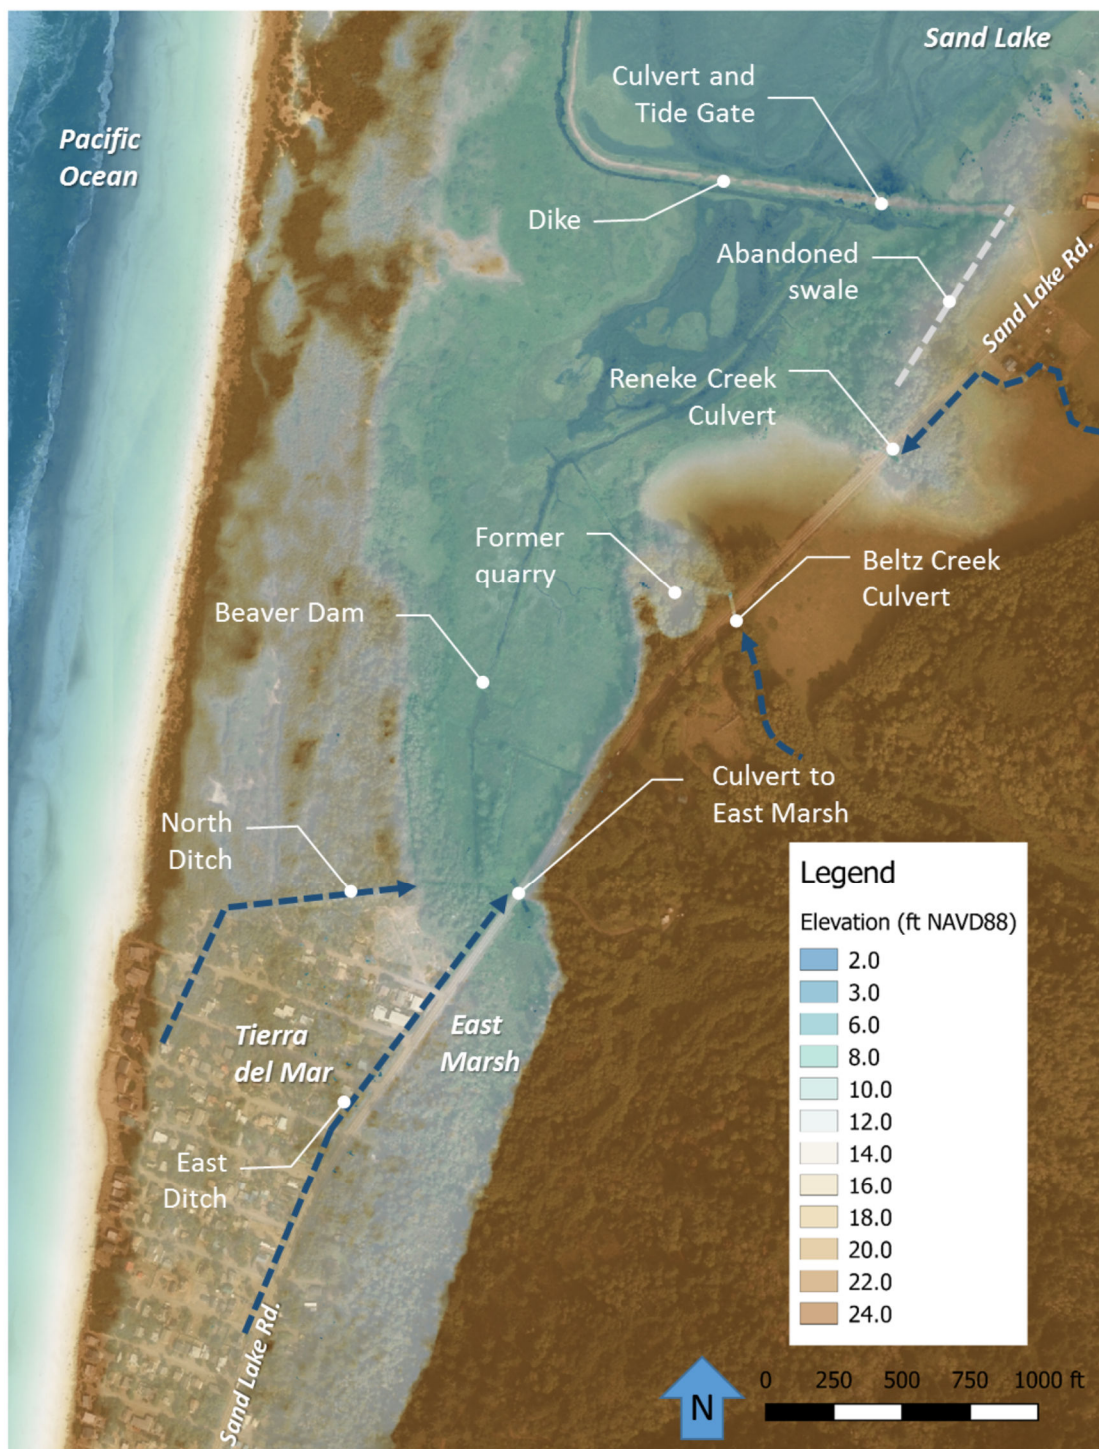 Sand Lake
Culvert and
Tide Gate
Pacific
Ocean
Dike
Abandoned
swale
Sand Lake Rd.
Reneke Creek
Culvert
Former
quarry
Beltz Creek
Culvert
Beaver Dam
Culvert to
East Marsh
North
Ditch
East
Marsh
Tierra
del Mar
East
Ditch
Sand Lake Rd.
Legend
Elevation (ft NAVD88)
2.0
3.0
6.0
8.0
10.0
12.0
14.0
16.0
18.0
20.0
22.0
24.0
N
0 250 500 750 1000 ft